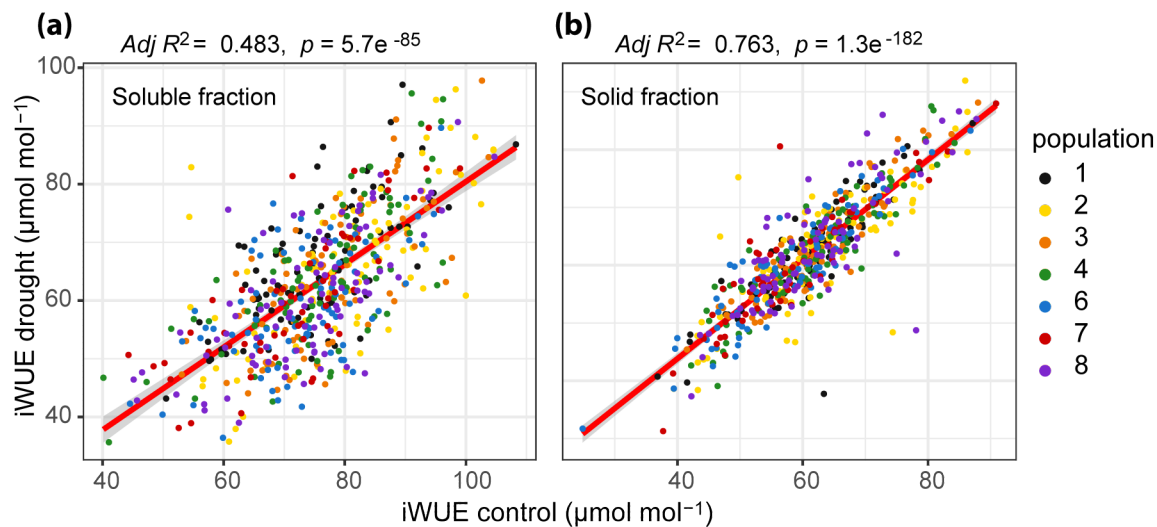 (a)
Adj R² = 0.483, p = 5.7e⁻⁸⁵
(b)
Adj R² = 0.763, p = 1.3e⁻¹⁸²
Soluble fraction
Solid fraction
iWUE drought (µmol mol⁻¹)
100
80
60
40
40 60 80 100
40 60 80
iWUE control (µmol mol⁻¹)
population
1
2
3
4
6
7
8